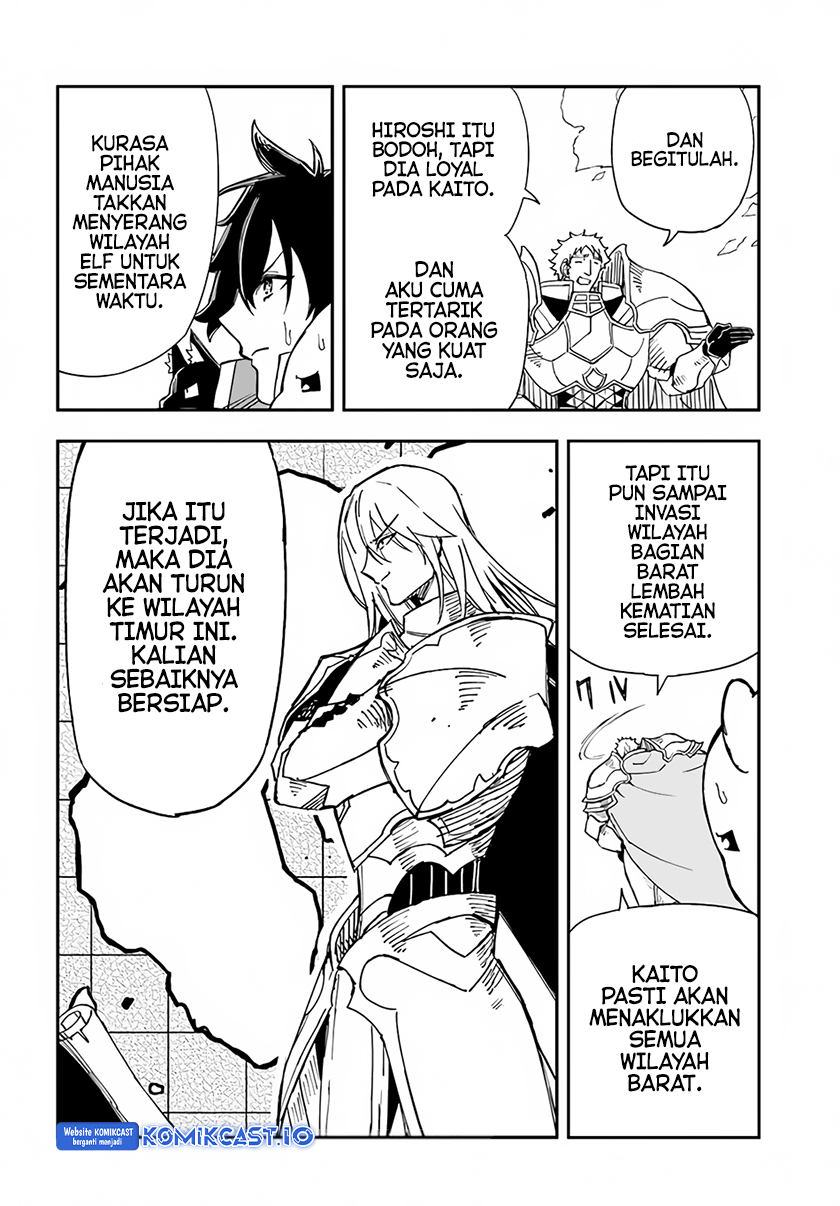 DAN
BEGITULAH.
HIROSHI ITU
BODOH, TAPI
DIA LOYAL
PADA KAITO.
DAN
AKU CUMA
TERTARIK
PADA ORANG
YANG KUAT
SAJA.
KURASA
PIHAK
MANUSIA
TAKKAN
MENYERANG
WILAYAH
ELF UNTUK
SEMENTARA
WAKTU.
TAPI ITU
PUN SAMPAI
INVASI
WILAYAH
BAGIAN
BARAT
LEMBAH
KEMATIAN
SELESAI.
クル
KAITO
PASTI AKAN
MENAKLUKKAN
SEMUA
WILAYAH
BARAT.
JIKA ITU
TERJADI,
MAKA DIA
AKAN TURUN
KE WILAYAH
TIMUR INI.
KALIAN
SEBAIKNYA
BERSIAP.
Website KOMIKCAST
berganti menjadi
KOMIKCAST.IO